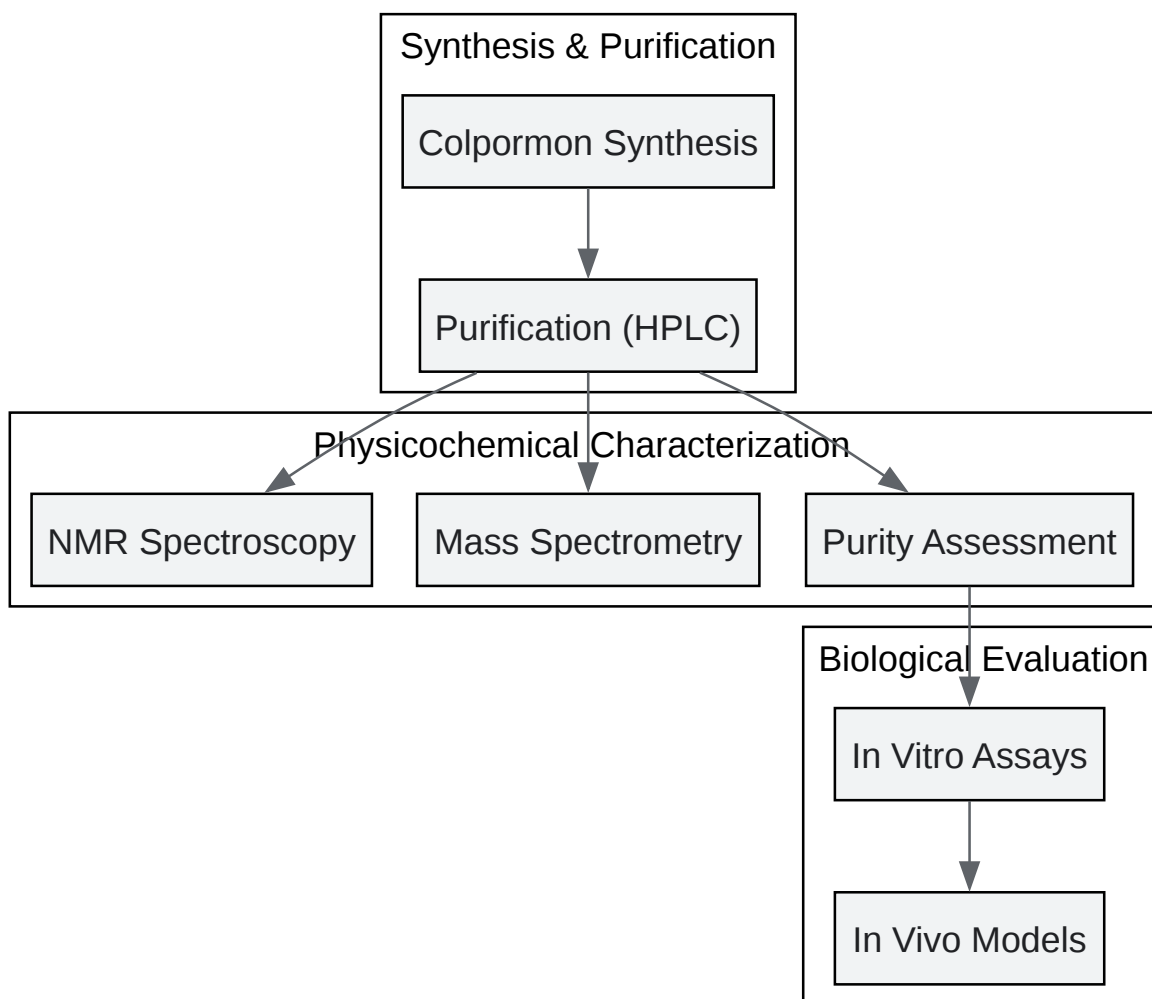 Synthesis & Purification
Colpormon Synthesis
Purification (HPLC)
Physicochemical Characterization
NMR Spectroscopy
Mass Spectrometry
Purity Assessment
Biological Evaluation
In Vitro Assays
In Vivo Models